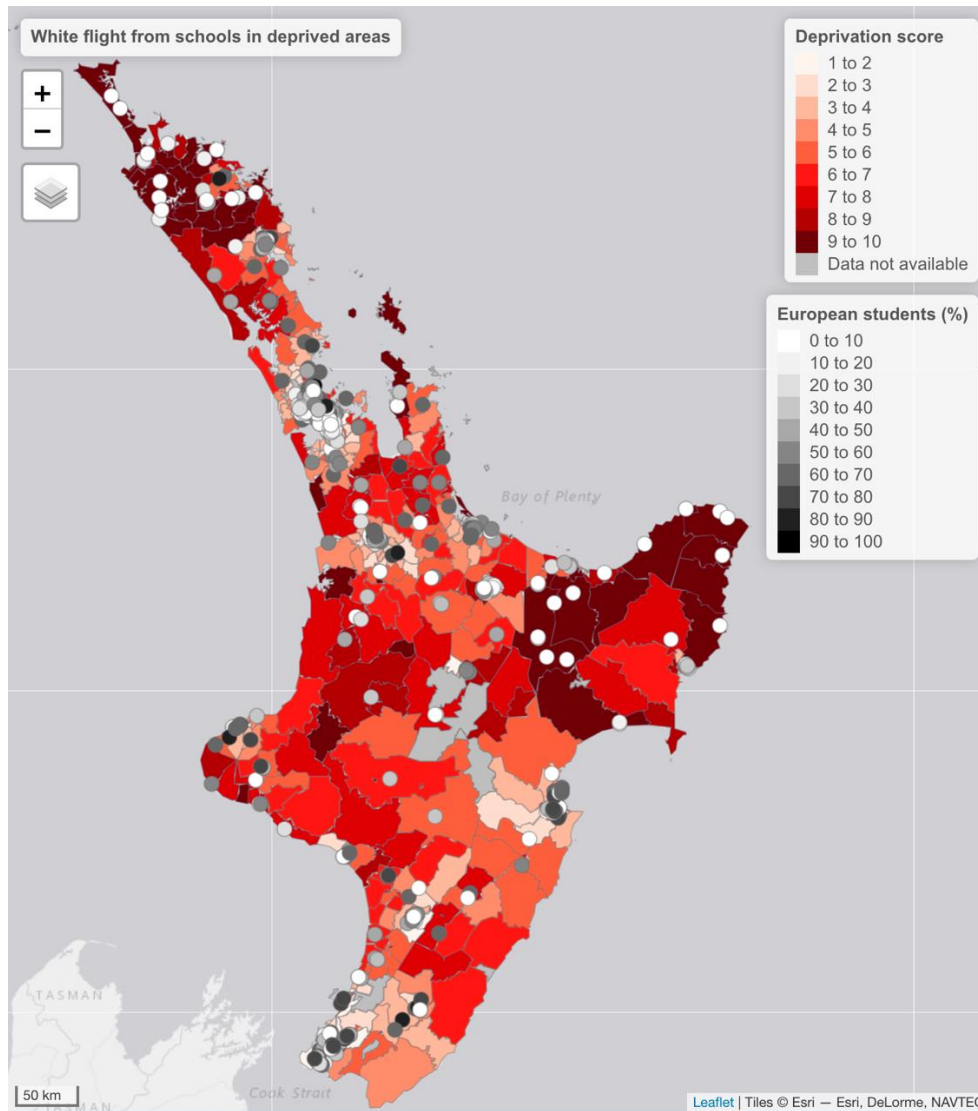 White flight from schools in deprived areas
+
−
Deprivation score
1 to 2
2 to 3
3 to 4
4 to 5
5 to 6
6 to 7
7 to 8
8 to 9
9 to 10
Data not available
European students (%)
0 to 10
10 to 20
20 to 30
30 to 40
40 to 50
50 to 60
60 to 70
70 to 80
80 to 90
90 to 100
Bay of Plenty
TASMAN
TASMAN
Cook Strait
50 km
Leaflet | Tiles © Esri — Esri, DeLorme, NAVTEQ